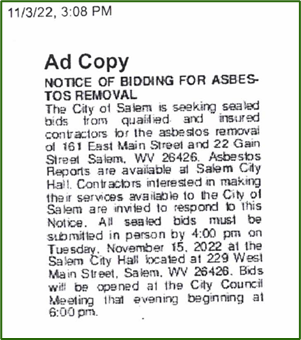 11/3/22, 3:08 PM
Ad Copy
NOTICE OF BIDDING FOR ASBES-
TOS REMOVAL
The City of Salem is seeking sealed
bids from qualified and insured
contractors for the asbestos removal
of 161 East Main Street and 22 Gain
Street Salem, WV 26426. Asbestos
Reports are available at Salem City
Hall. Contractors interested in making
their services available to the City of
Salem are invited to respond to this
Notice. All sealed bids must be
submitted in person by 4:00 pm on
Tuesday, November 15, 2022 at the
Salem City Hall located at 229 West
Main Street, Salem, WV 26426. Bids
will be opened at the City Council
Meeting that evening beginning at
6:00 pm.